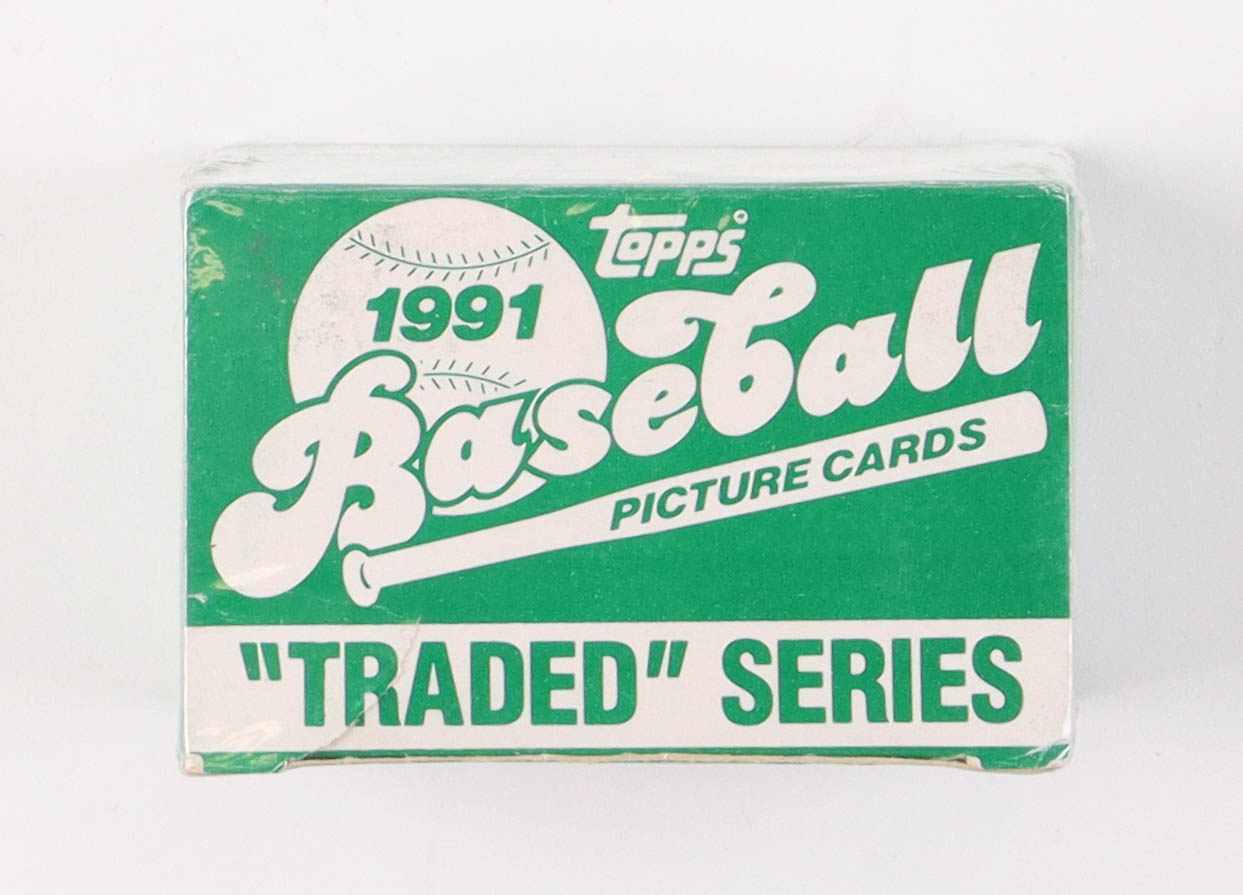 TOPPS
1991
Baseball
PICTURE CARDS
"TRADED" SERIES